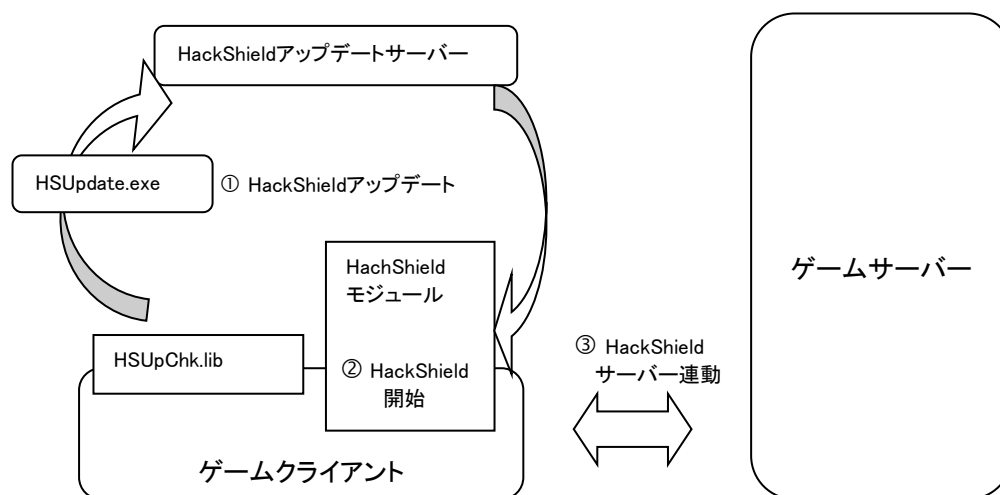 HackShieldアップデートサーバー
HSUpdate.exe
① HackShieldアップデート
HachShield
モジュール
ゲームサーバー
HSUpChk.lib
② HackShield
開始
③ HackShield
サーバー連動
ゲームクライアント